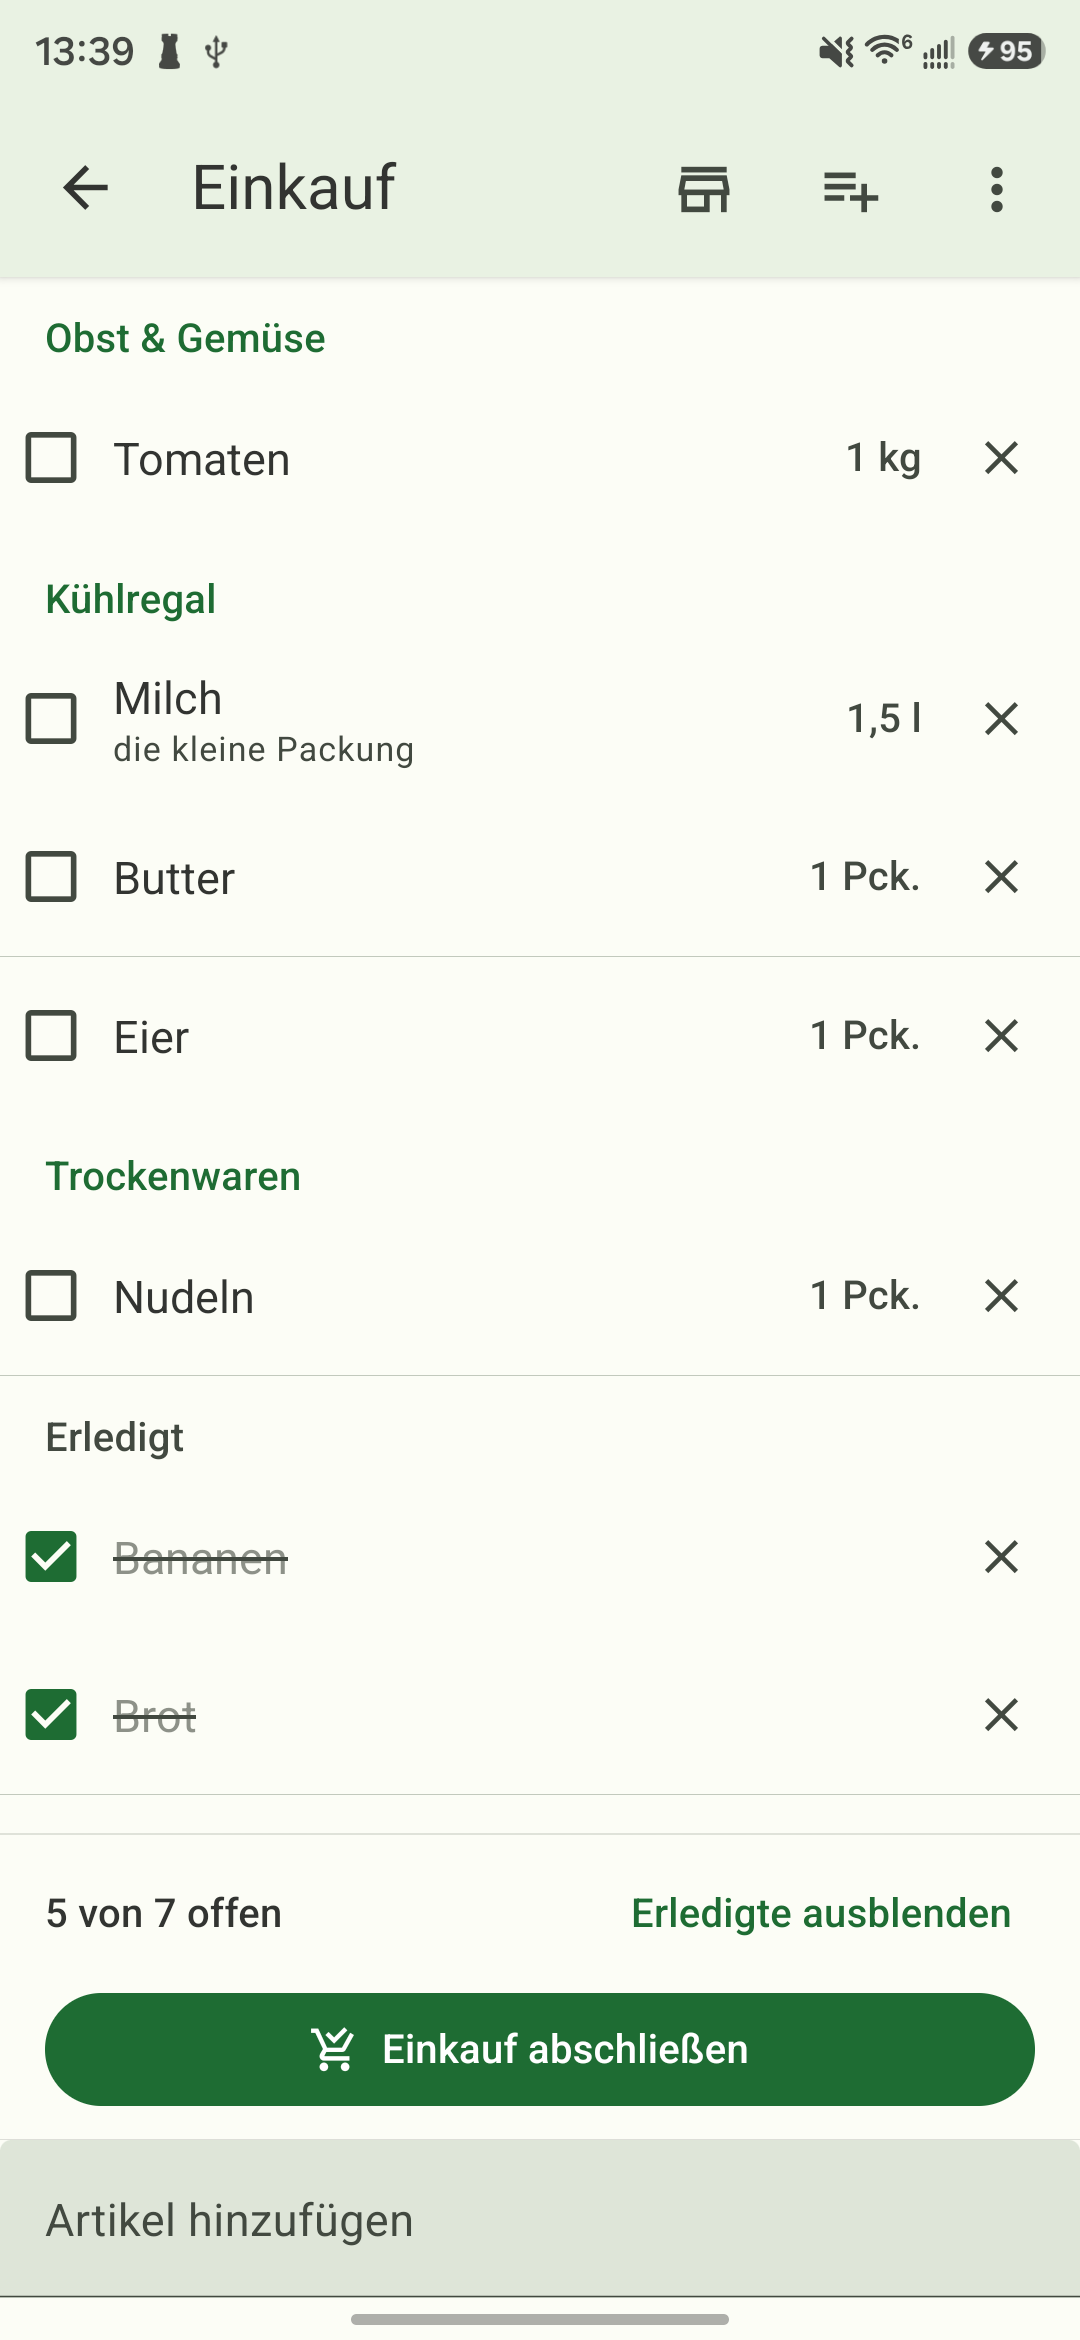 13:39
6
95
Einkauf
Obst & Gemüse
Tomaten 1 kg
Kühlregal
Milch 1,5 l
die kleine Packung
Butter 1 Pck.
Eier 1 Pck.
Trockenwaren
Nudeln 1 Pck.
Erledigt
Bananen
Brot
5 von 7 offen Erledigte ausblenden
Einkauf abschließen
Artikel hinzufügen